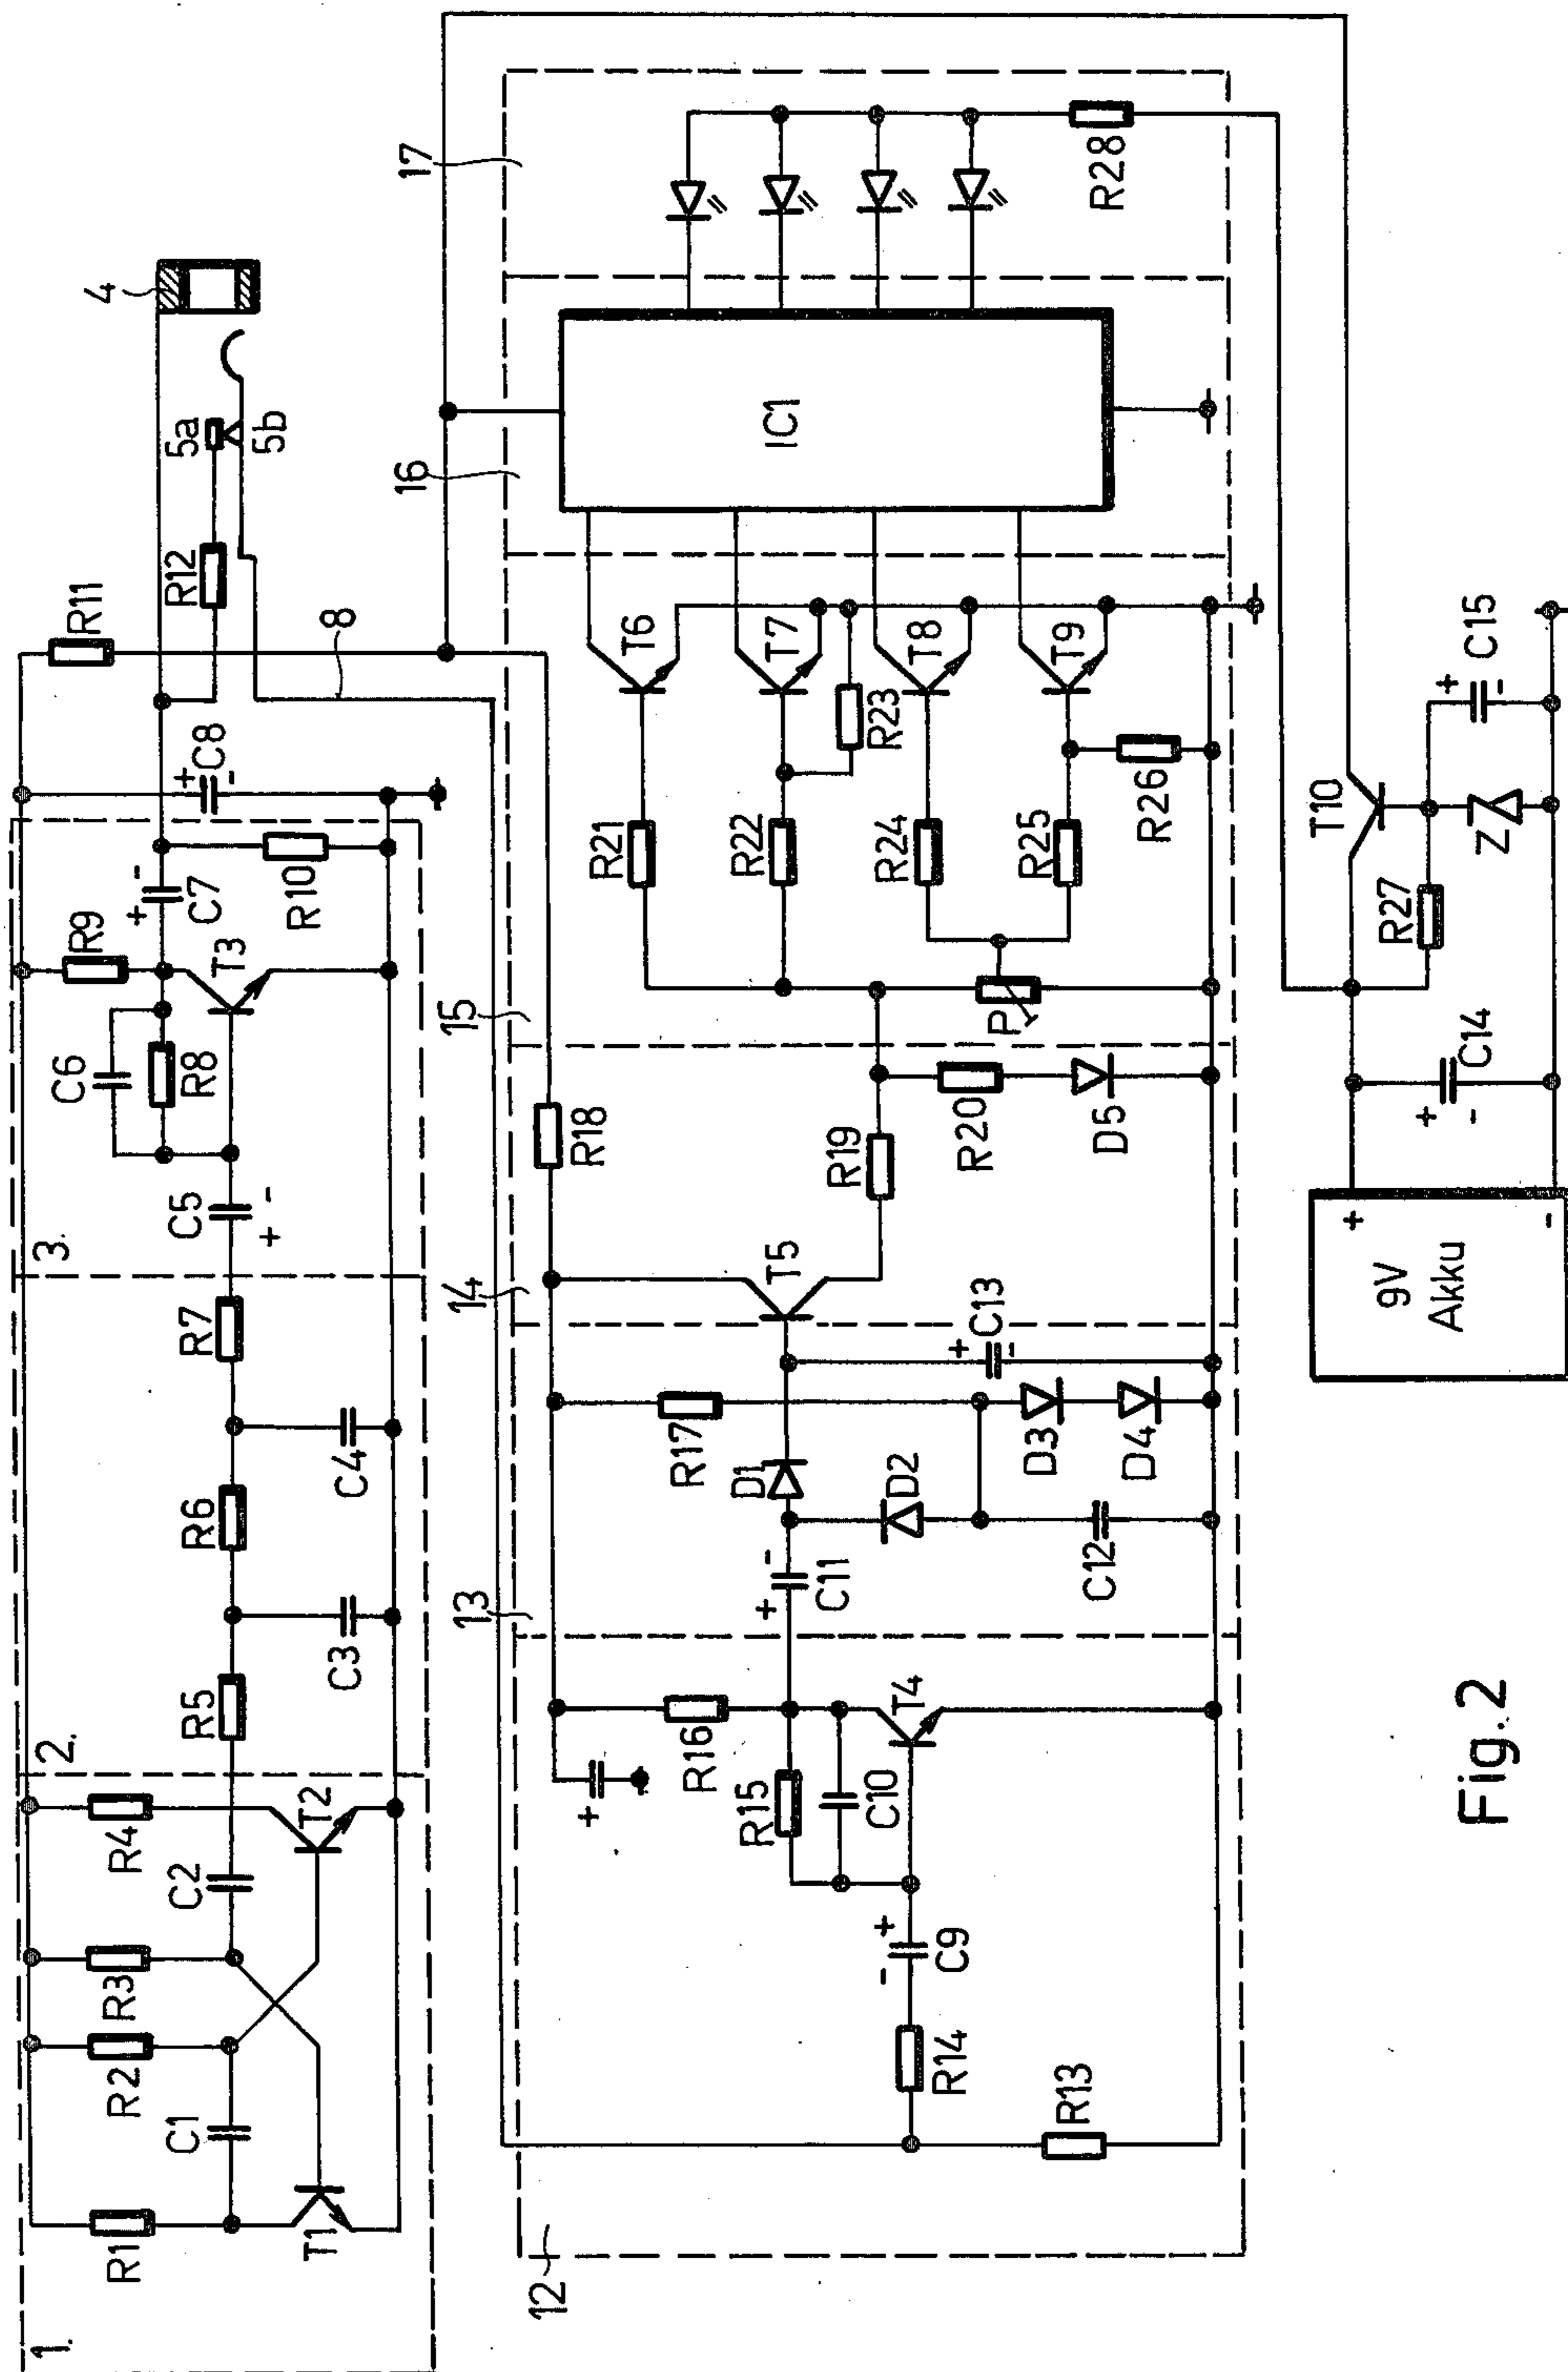 1.
R1
T1
C1
R2
R3
C2
R4
T2
2.
R5
C3
R6
C4
R7
3.
C5
+ -
C6
R8
T3
R9
+ -
C7
R10
+
C8
-
R11
R12
8
5a
5b
4
12
R13
R14
- +
C9
+
R15
C10
R16
T4
13
+ -
C11
C12
D2
D1
R17
D3
D4
+
C13
-
14
T5
R18
R19
R20
D5
15
P
R21
R22
R23
R24
R25
R26
T6
T7
T8
T9
16
IC1
17
R28
9V
Akku
+
-
+
C14
-
R27
T10
Z
+
C15
-
Fig.2